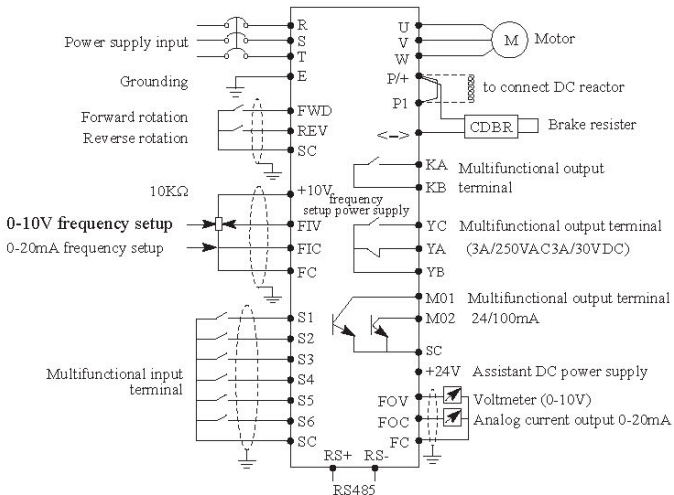 Power supply input
R
S
T
Grounding
E
Forward rotation
FWD
Reverse rotation
REV
SC
10KΩ
+10V
frequency
setup power supply
0-10V frequency setup
FIV
0-20mA frequency setup
FIC
FC
S1
S2
S3
Multifunctional input
terminal
S4
S5
S6
SC
U
V
W
M
Motor
P/+
to connect DC reactor
P1
<->
CDBR
Brake resister
KA
Multifunctional output
KB
terminal
YC
Multifunctional output terminal
YA
(3A/250VAC3A/30VDC)
YB
M01
Multifunctional output terminal
M02
24/100mA
SC
+24V
Assistant DC power supply
FOV
Voltmeter (0-10V)
FOC
Analog current output 0-20mA
FC
RS+
RS-
RS485